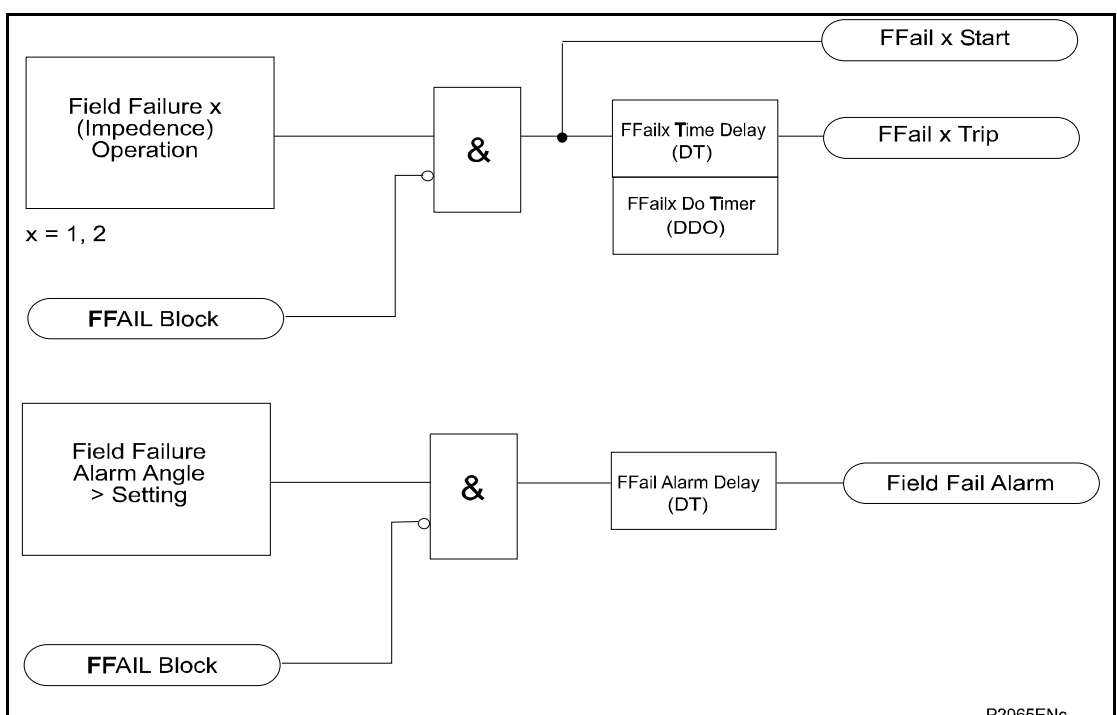 FFail x Start
Field Failure x
(Impedence)
Operation
&
FFailx Time Delay
(DT)
FFail x Trip
FFailx Do Timer
(DDO)
x = 1, 2
FFAIL Block
Field Failure
Alarm Angle
> Setting
&
FFail Alarm Delay
(DT)
Field Fail Alarm
FFAIL Block